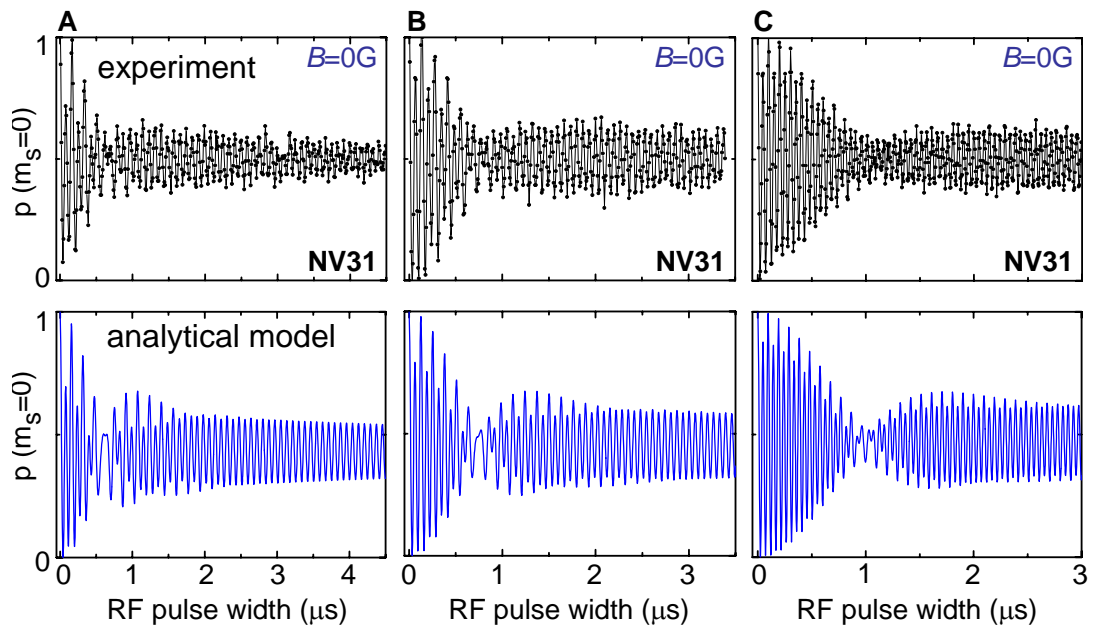 A
B
C
1
B=0G
B=0G
B=0G
experiment
p (mS=0)
NV31
NV31
NV31
0
1
analytical model
p (mS=0)
0
0 1 2 3 4
0 1 2 3
0 1 2 3
RF pulse width (μs)
RF pulse width (μs)
RF pulse width (μs)